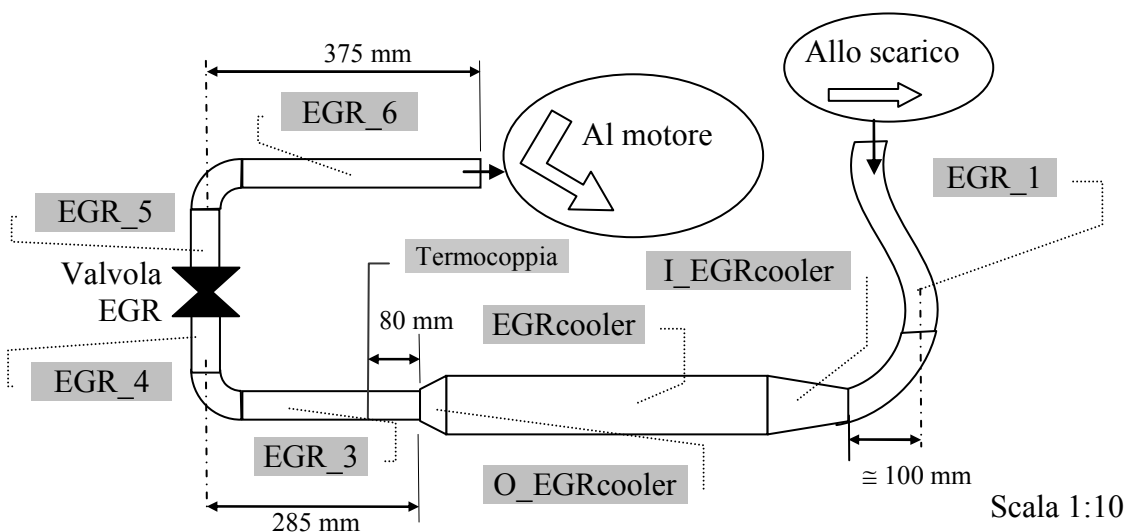 375 mm
Allo scarico
EGR_6
Al motore
EGR_1
EGR_5
Termocoppia
I_EGRcooler
Valvola
EGR
80 mm
EGRcooler
EGR_4
EGR_3
O_EGRcooler
≅ 100 mm
285 mm
Scala 1:10